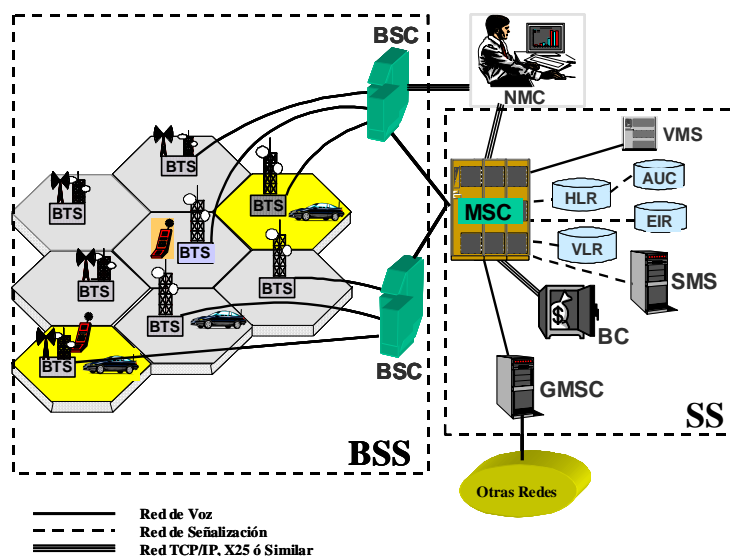 BSC
NMC
VMS
BTS
BTS
BTS
AUC
HLR
MSC
EIR
BTS
VLR
BTS
BTS
SMS
BTS
BTS
$
BC
BSC
GMSC
SS
BSS
Otras Redes
Red de Voz
Red de Señalización
Red TCP/IP, X25 ó Similar